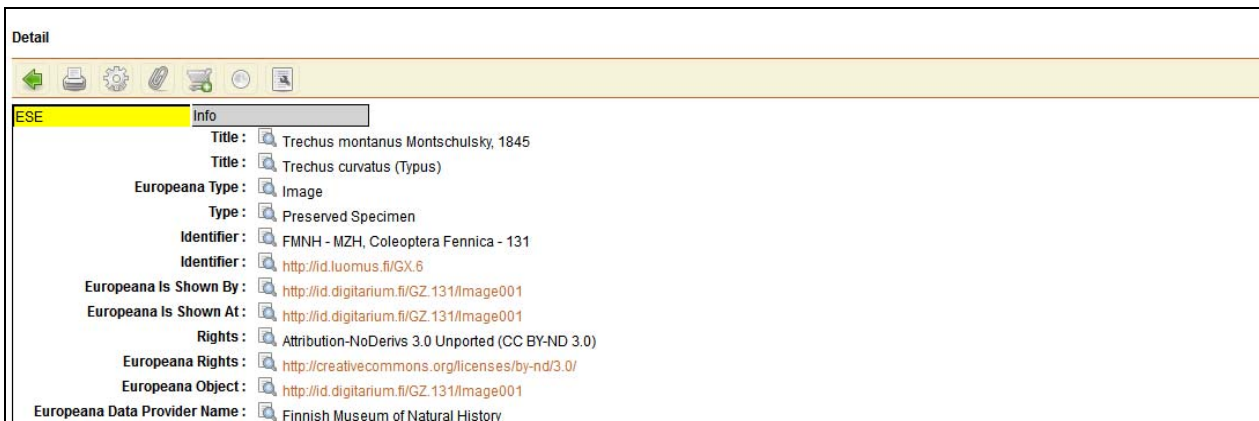 Detail
ESE Info
Title : Trechus montanus Montschulsky, 1845
Title : Trechus curvatus (Typus)
Europeana Type : Image
Type : Preserved Specimen
Identifier : FMNH - MZH, Coleoptera Fennica - 131
Identifier : http://id.luomus.fi/GX.6
Europeana Is Shown By : http://id.digitarium.fi/GZ.131/Image001
Europeana Is Shown At : http://id.digitarium.fi/GZ.131/Image001
Rights : Attribution-NoDerivs 3.0 Unported (CC BY-ND 3.0)
Europeana Rights : http://creativecommons.org/licenses/by-nd/3.0/
Europeana Object : http://id.digitarium.fi/GZ.131/Image001
Europeana Data Provider Name : Finnish Museum of Natural History